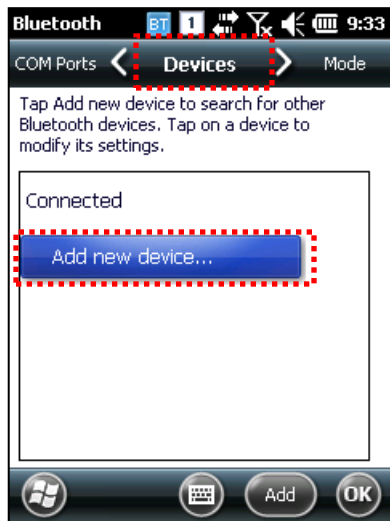 Bluetooth BT 1 9:33
COM Ports Devices Mode
Tap Add new device to search for other
Bluetooth devices. Tap on a device to
modify its settings.
Connected
Add new device...
Add OK